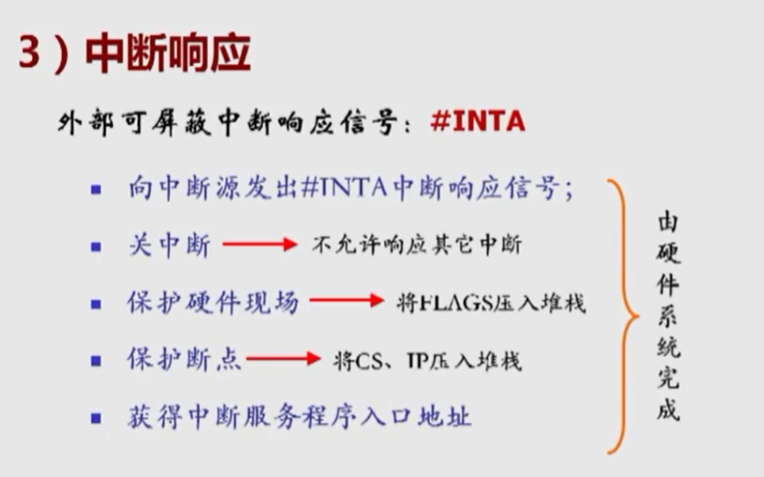 3）中断响应
外部可屏蔽中断响应信号：#INTA
向中断源发出#INTA中断响应信号；
关中断 不允许响应其它中断
保护硬件现场 将FLAGS压入堆栈
保护断点 将CS、IP压入堆栈
获得中断服务程序入口地址
由硬件系统完成